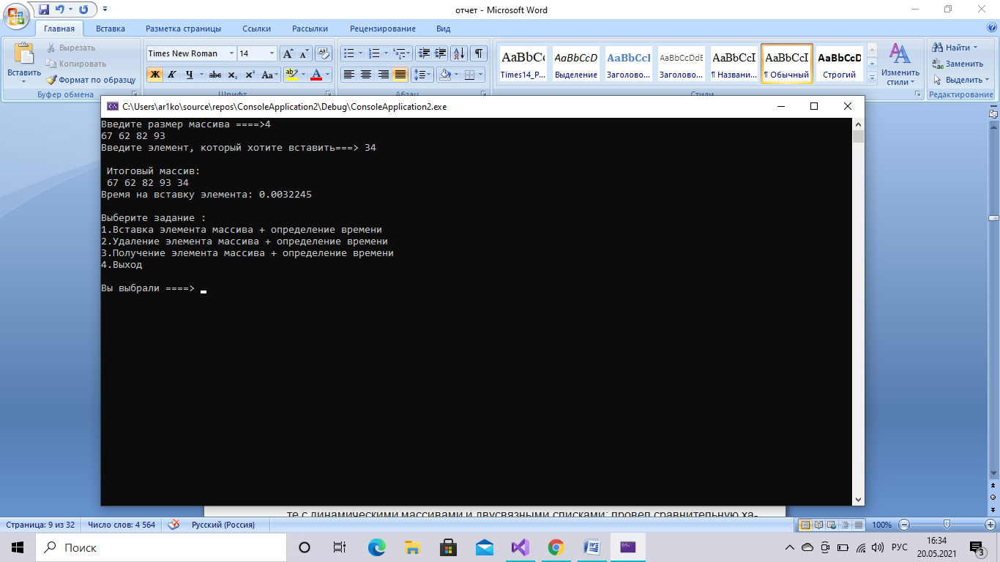 отчет - Microsoft Word
Главная Вставка Разметка страницы Ссылки Рассылки Рецензирование Вид
Вставить
Вырезать
Копировать
Формат по образцу
Буфер обмена
Times New Roman 14
Ж К Ч abc x₂ x² Aa
Шрифт
Абзац
AaBbCc AaBbCcD AaBbCcI AaBbCcDdE AaBbCcI AaBbCcI AaBbCcD
Times14_P... Выделение Заголово... Заголово... ¶ Названи... ¶ Обычный Строгий
Изменить стили
Стили
Найти
Заменить
Выделить
Редактирование
C:\Users\ar1ko\source\repos\ConsoleApplication2\Debug\ConsoleApplication2.exe
Введите размер массива ====>4
67 62 82 93
Введите элемент, который хотите вставить===> 34
Итоговый массив:
67 62 82 93 34
Время на вставку элемента: 0.0032245
Выберите задание :
1.Вставка элемента массива + определение времени
2.Удаление элемента массива + определение времени
3.Получение элемента массива + определение времени
4.Выход
Вы выбрали ====>
те с динамическими массивами и двусвязными списками; провел сравнительную ха-
Страница: 9 из 32 Число слов: 4 564 Русский (Россия) 100%
Поиск
РУС
16:34
20.05.2021
3